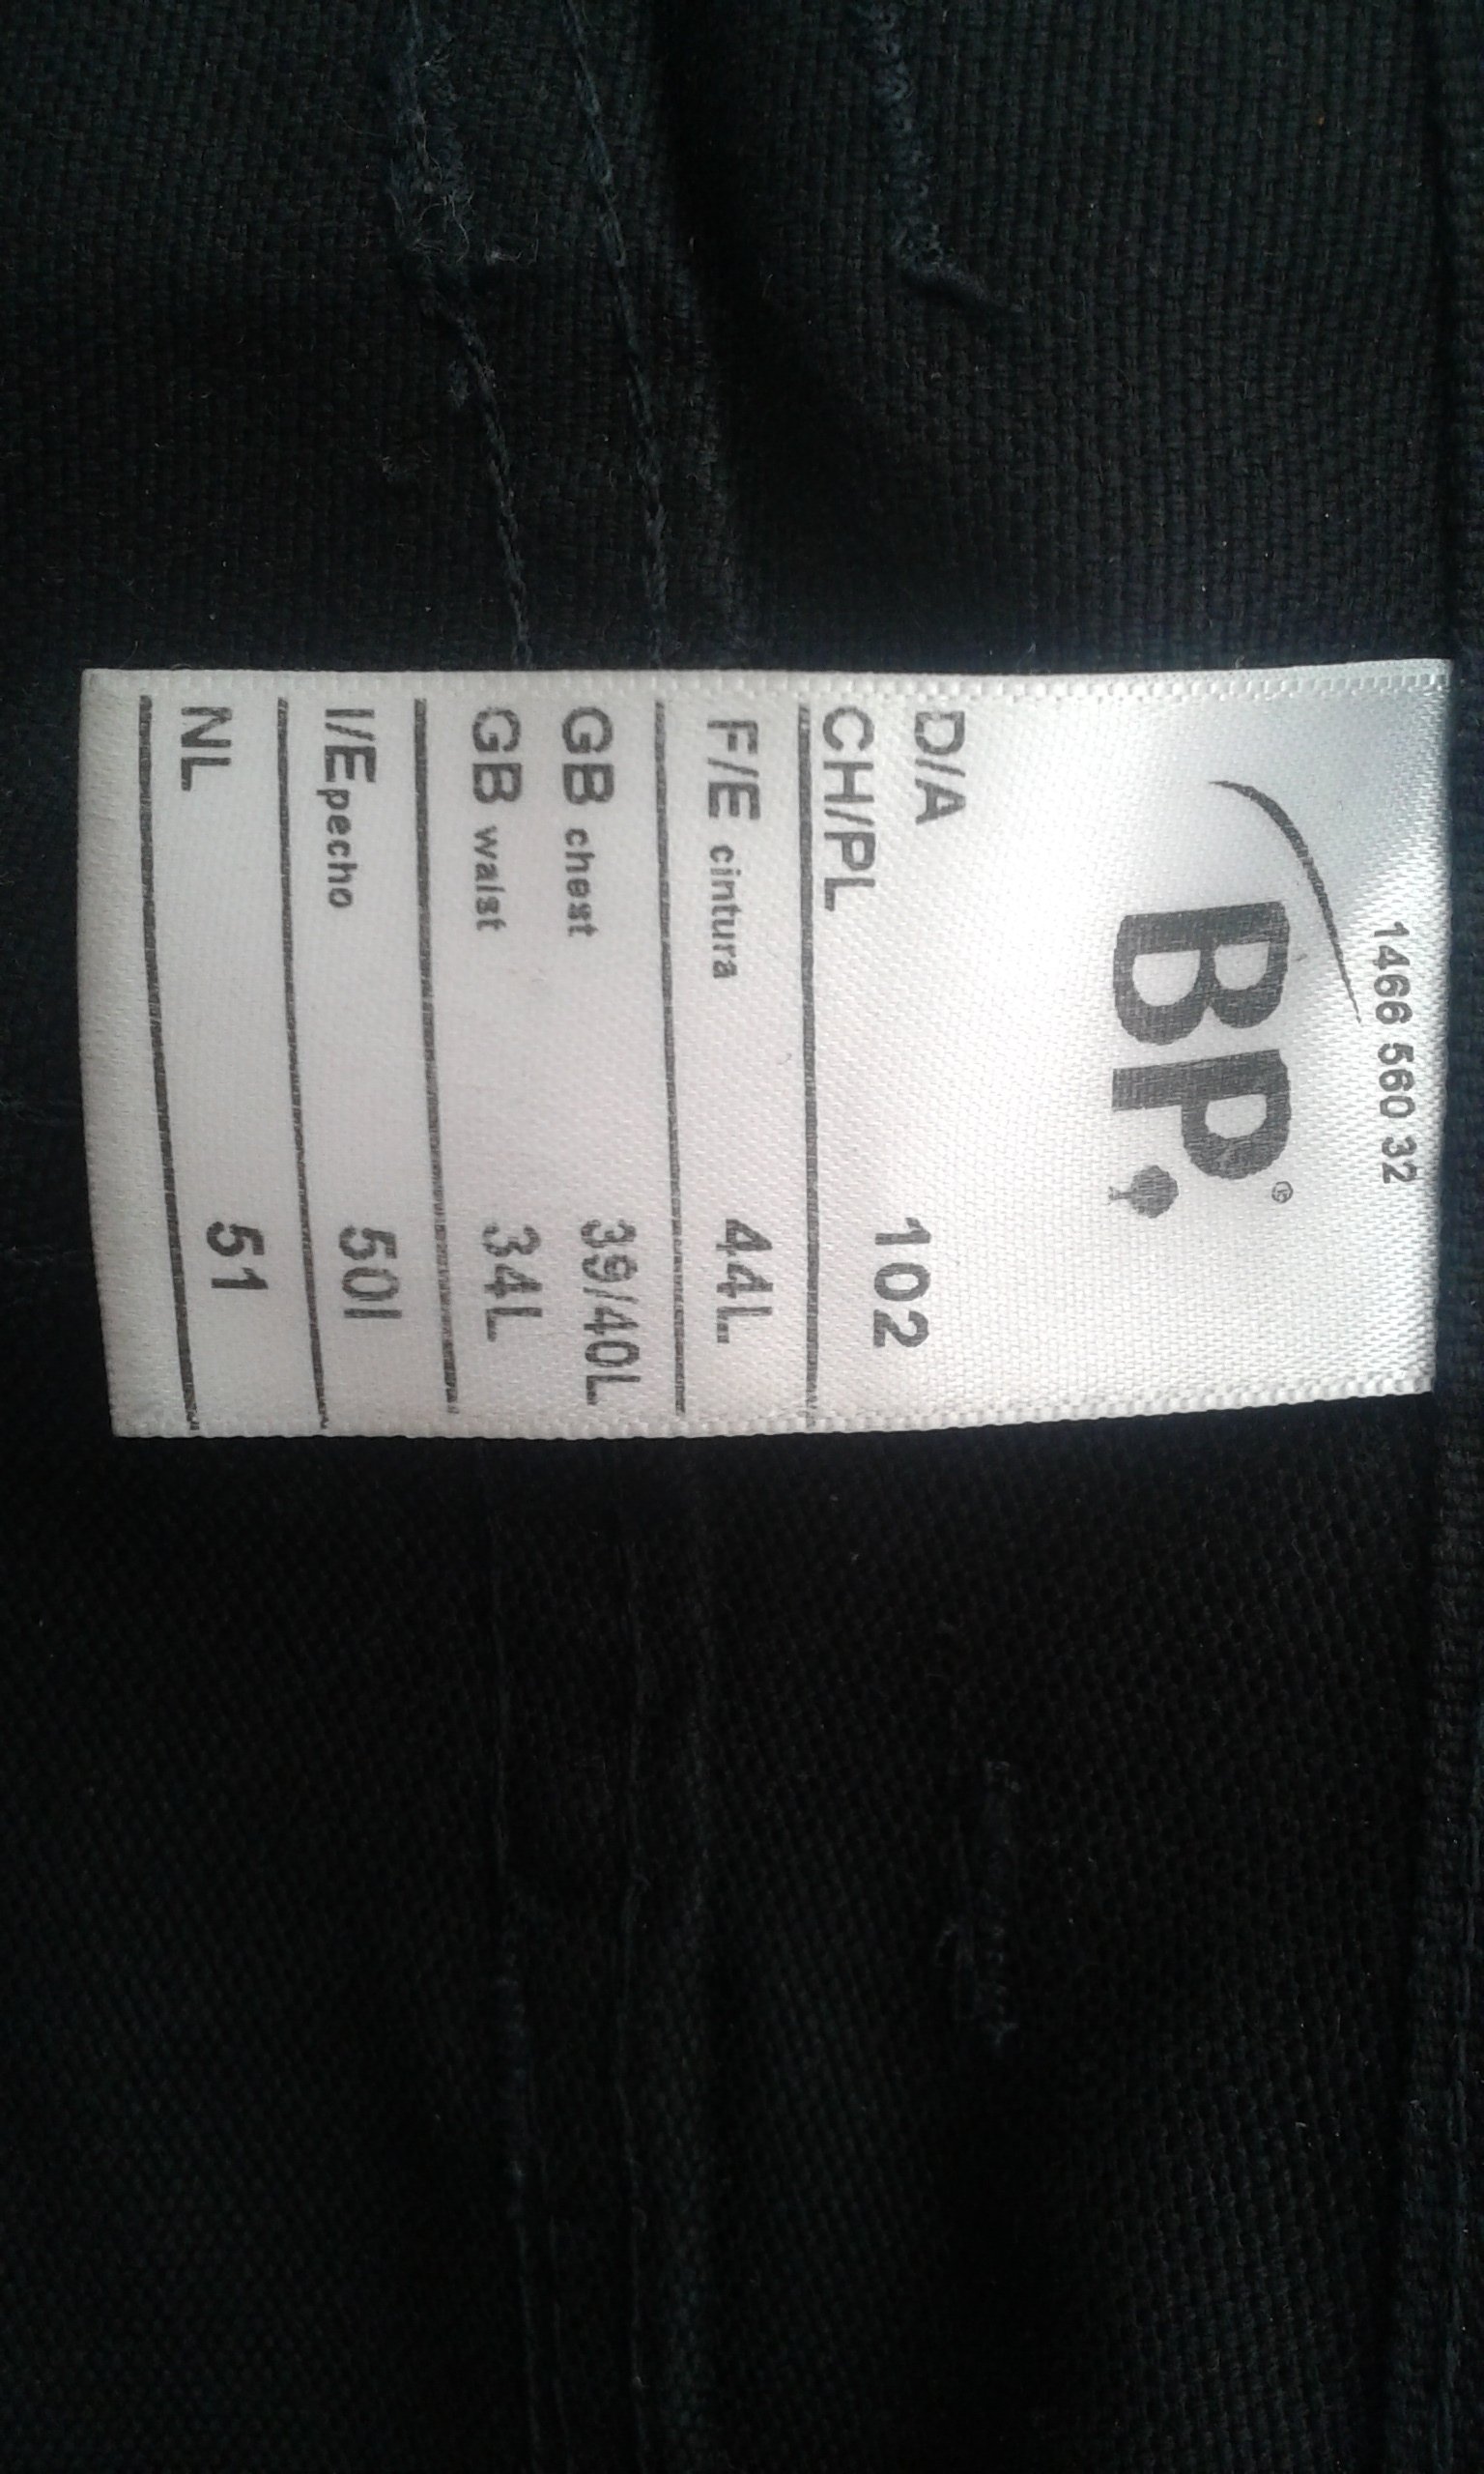 1466 560 32
BP®
D/A
CH/PL 102
F/E cintura 44L
GB chest 39/40L
GB waist 34L
I/E pecho 50l
NL 51